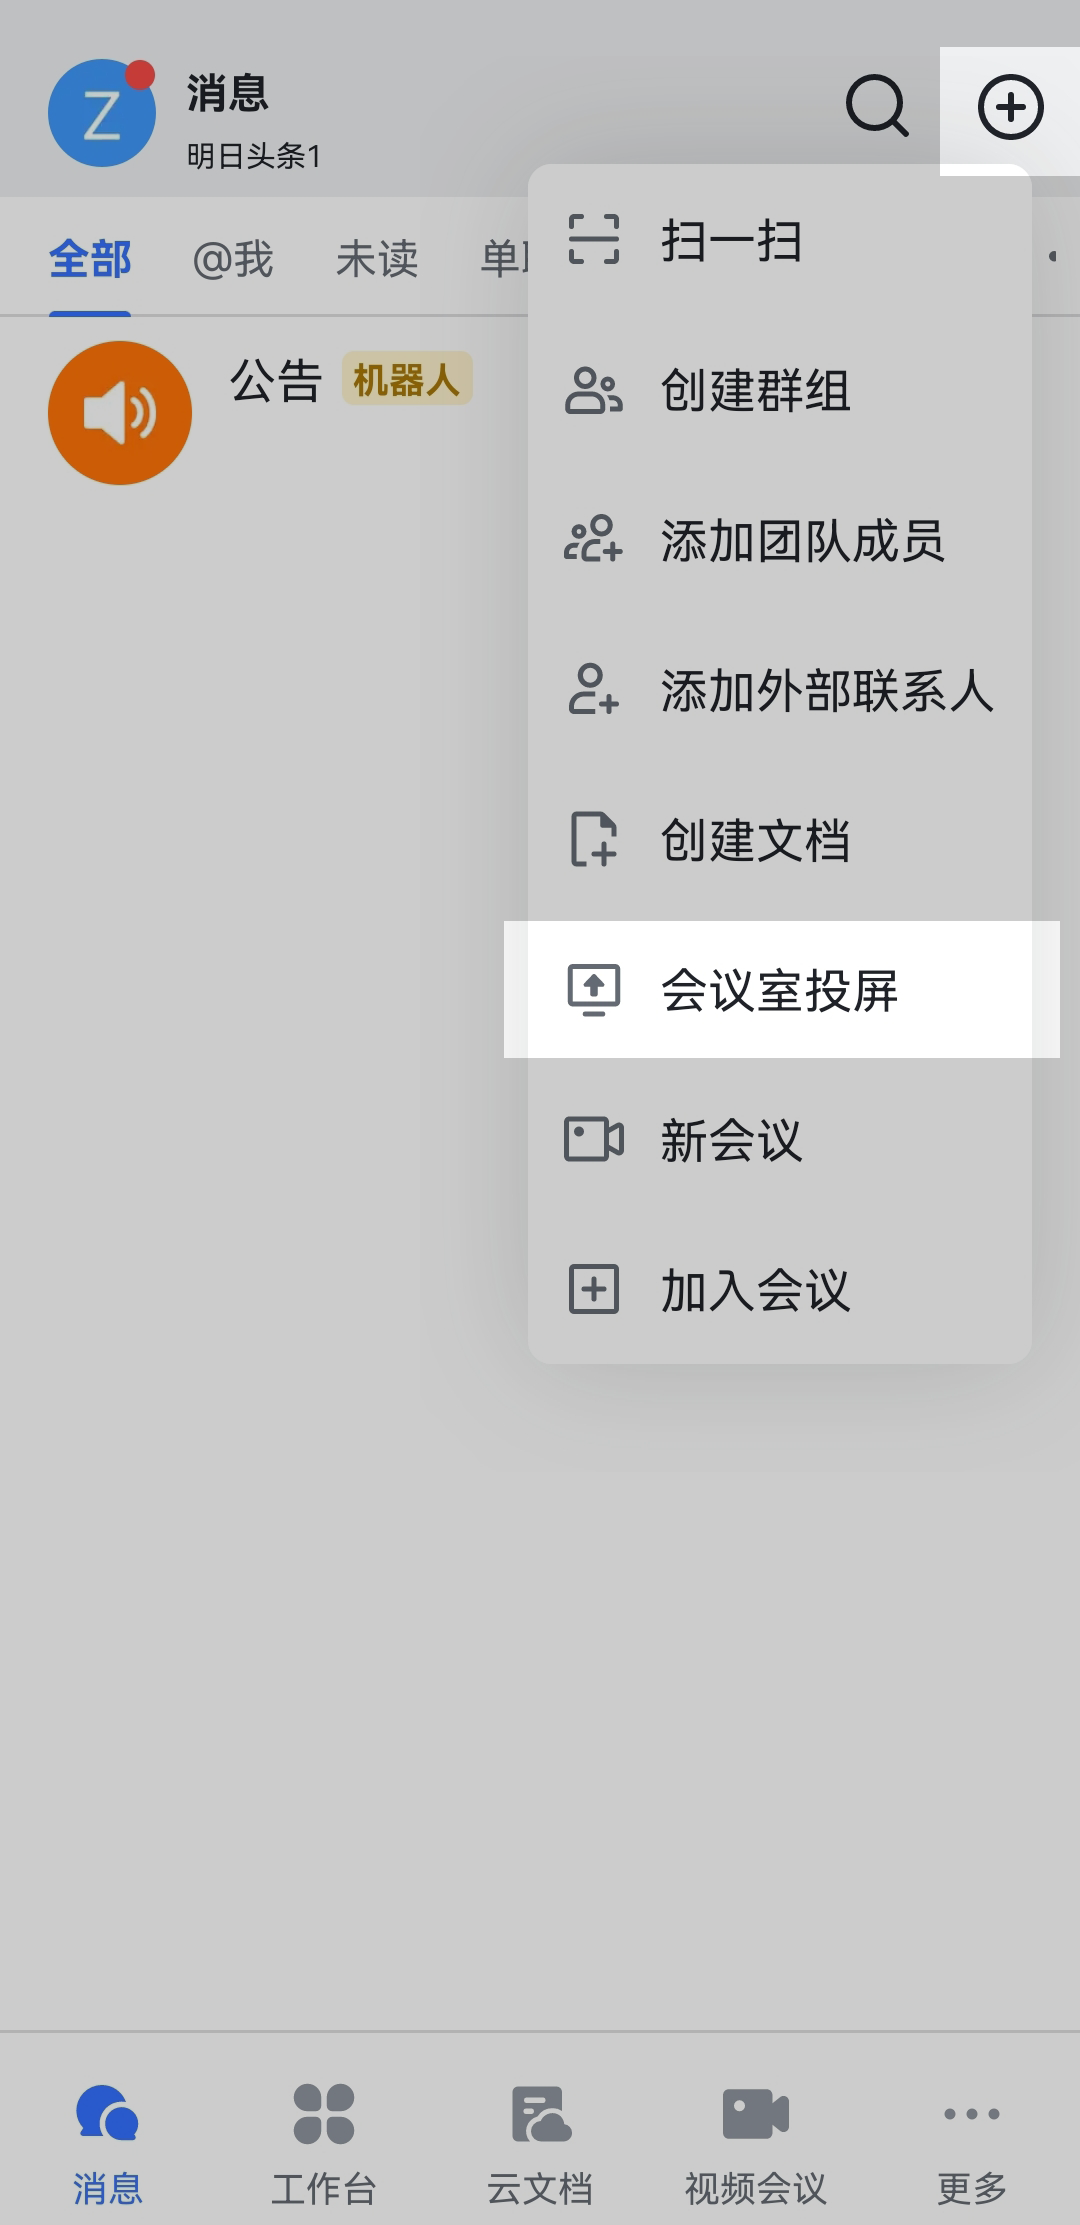 Z
消息
明日头条1
全部 @我 未读 单
公告 机器人
扫一扫
创建群组
添加团队成员
添加外部联系人
创建文档
会议室投屏
新会议
加入会议
消息 工作台 云文档 视频会议 更多